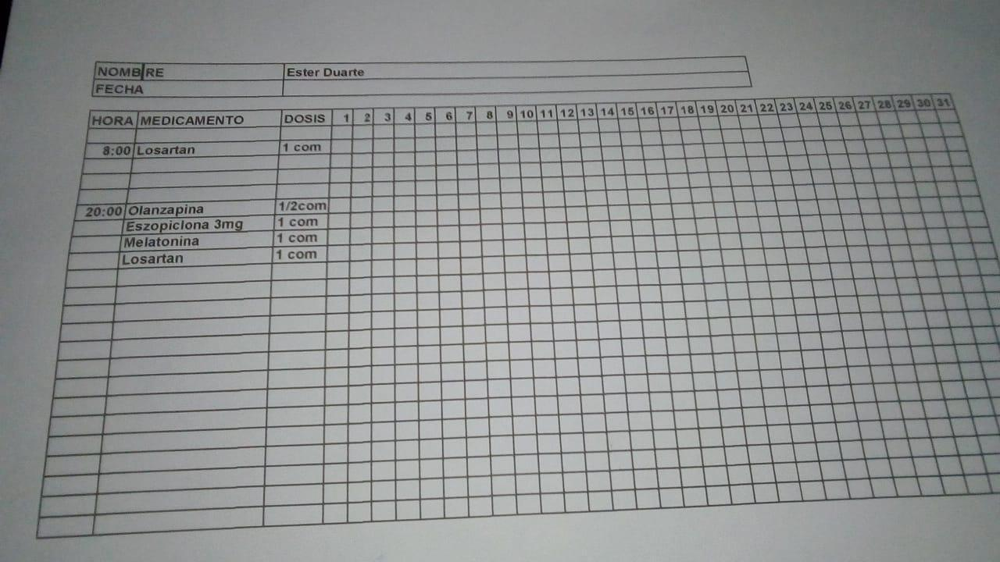 NOMBRE Ester Duarte
FECHA
HORA MEDICAMENTO DOSIS 1 2 3 4 5 6 7 8 9 10 11 12 13 14 15 16 17 18 19 20 21 22 23 24 25 26 27 28 29 30 31
8:00 Losartan 1 com
20:00 Olanzapina 1/2com
Eszopiclona 3mg 1 com
Melatonina 1 com
Losartan 1 com